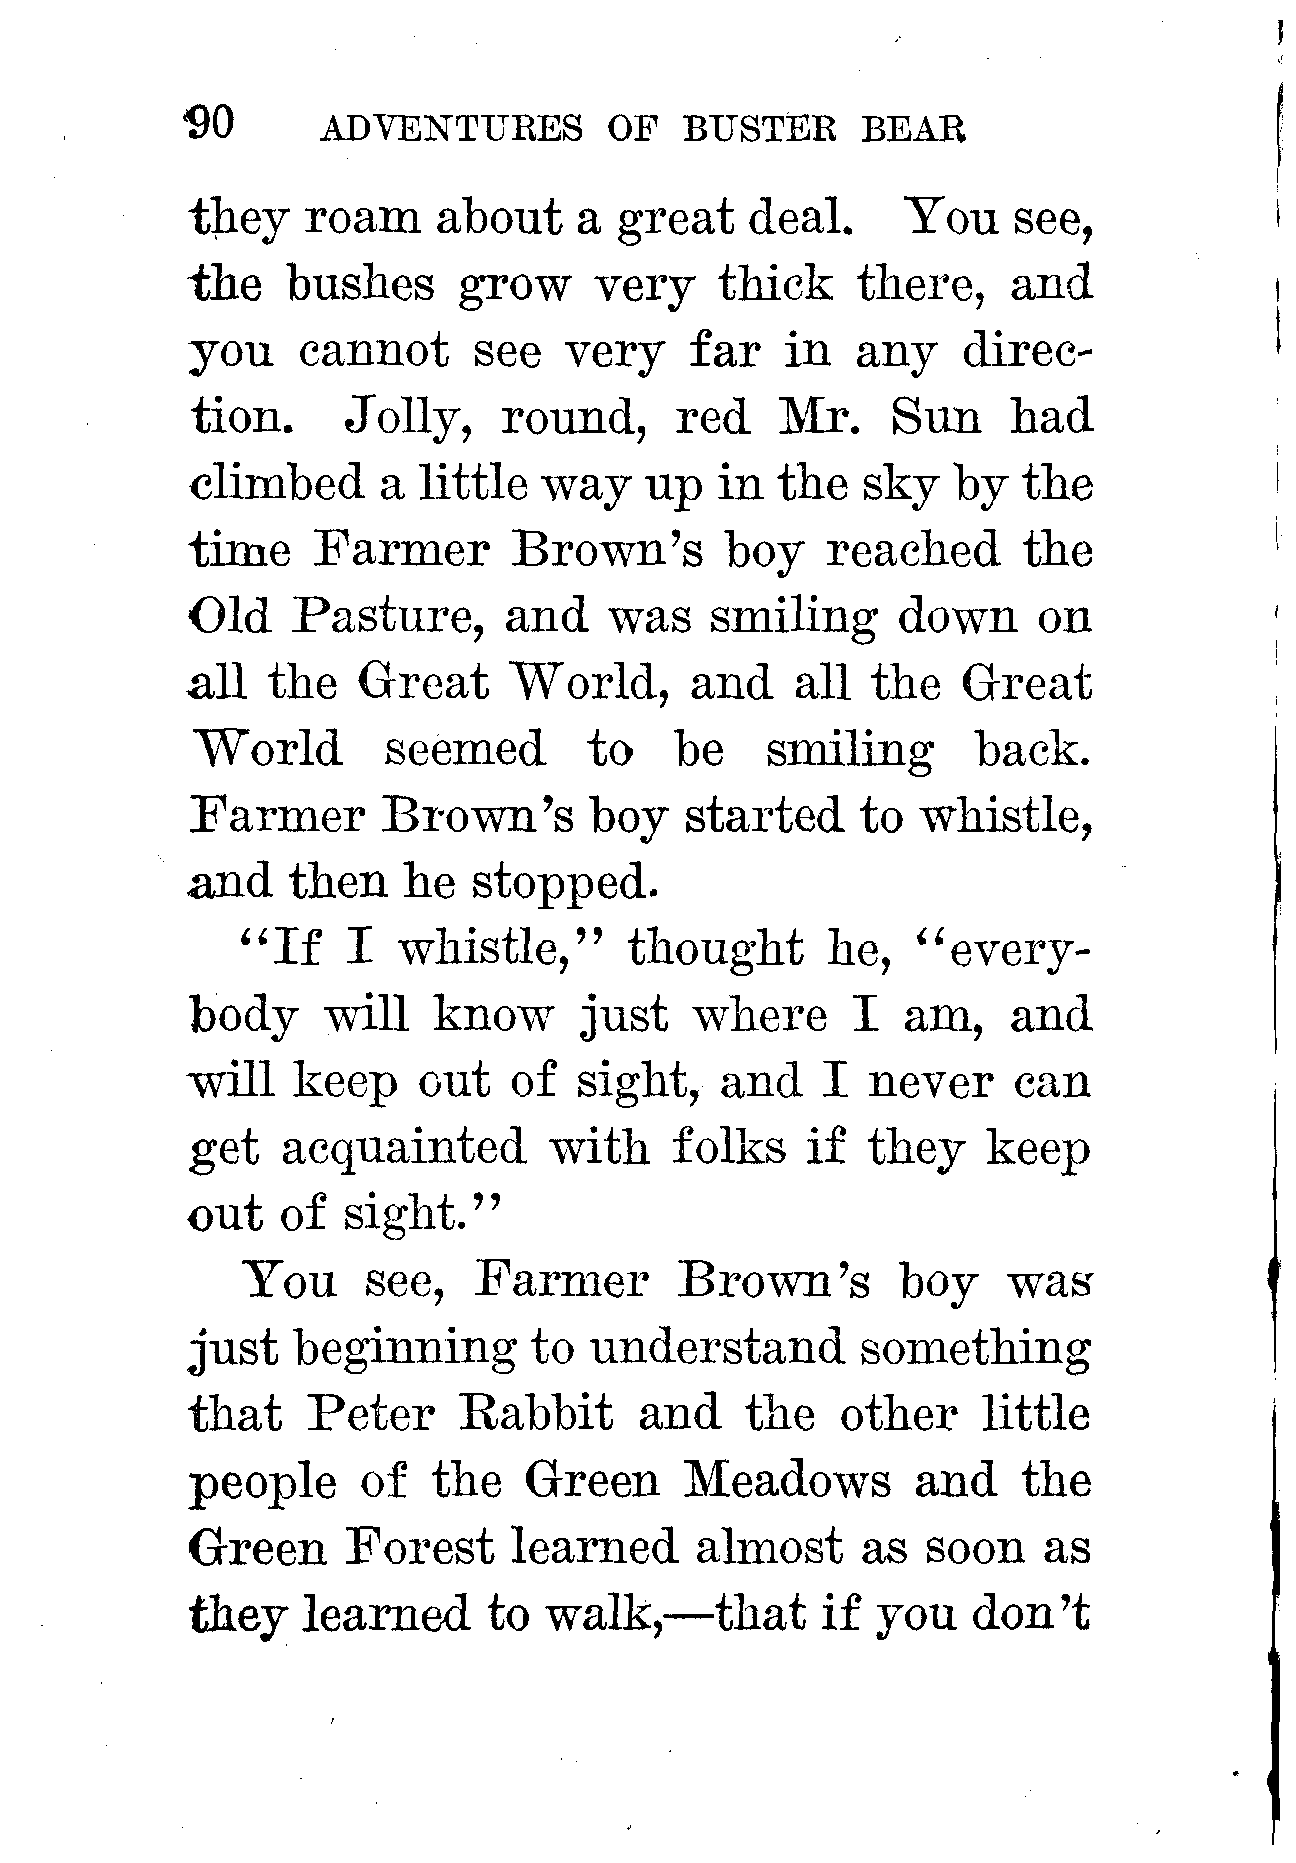 90 ADVENTURES OF BUSTER BEAR
they roam about a great deal. You see,
the bushes grow very thick there, and
you cannot see very far in any direc-
tion. Jolly, round, red Mr. Sun had
climbed a little way up in the sky by the
time Farmer Brown's boy reached the
Old Pasture, and was smiling down on
all the Great World, and all the Great
World seemed to be smiling back.
Farmer Brown's boy started to whistle,
and then he stopped.
"If I whistle," thought he, "every-
body will know just where I am, and
will keep out of sight, and I never can
get acquainted with folks if they keep
out of sight."
You see, Farmer Brown's boy was
just beginning to understand something
that Peter Rabbit and the other little
people of the Green Meadows and the
Green Forest learned almost as soon as
they learned to walk,—that if you don't